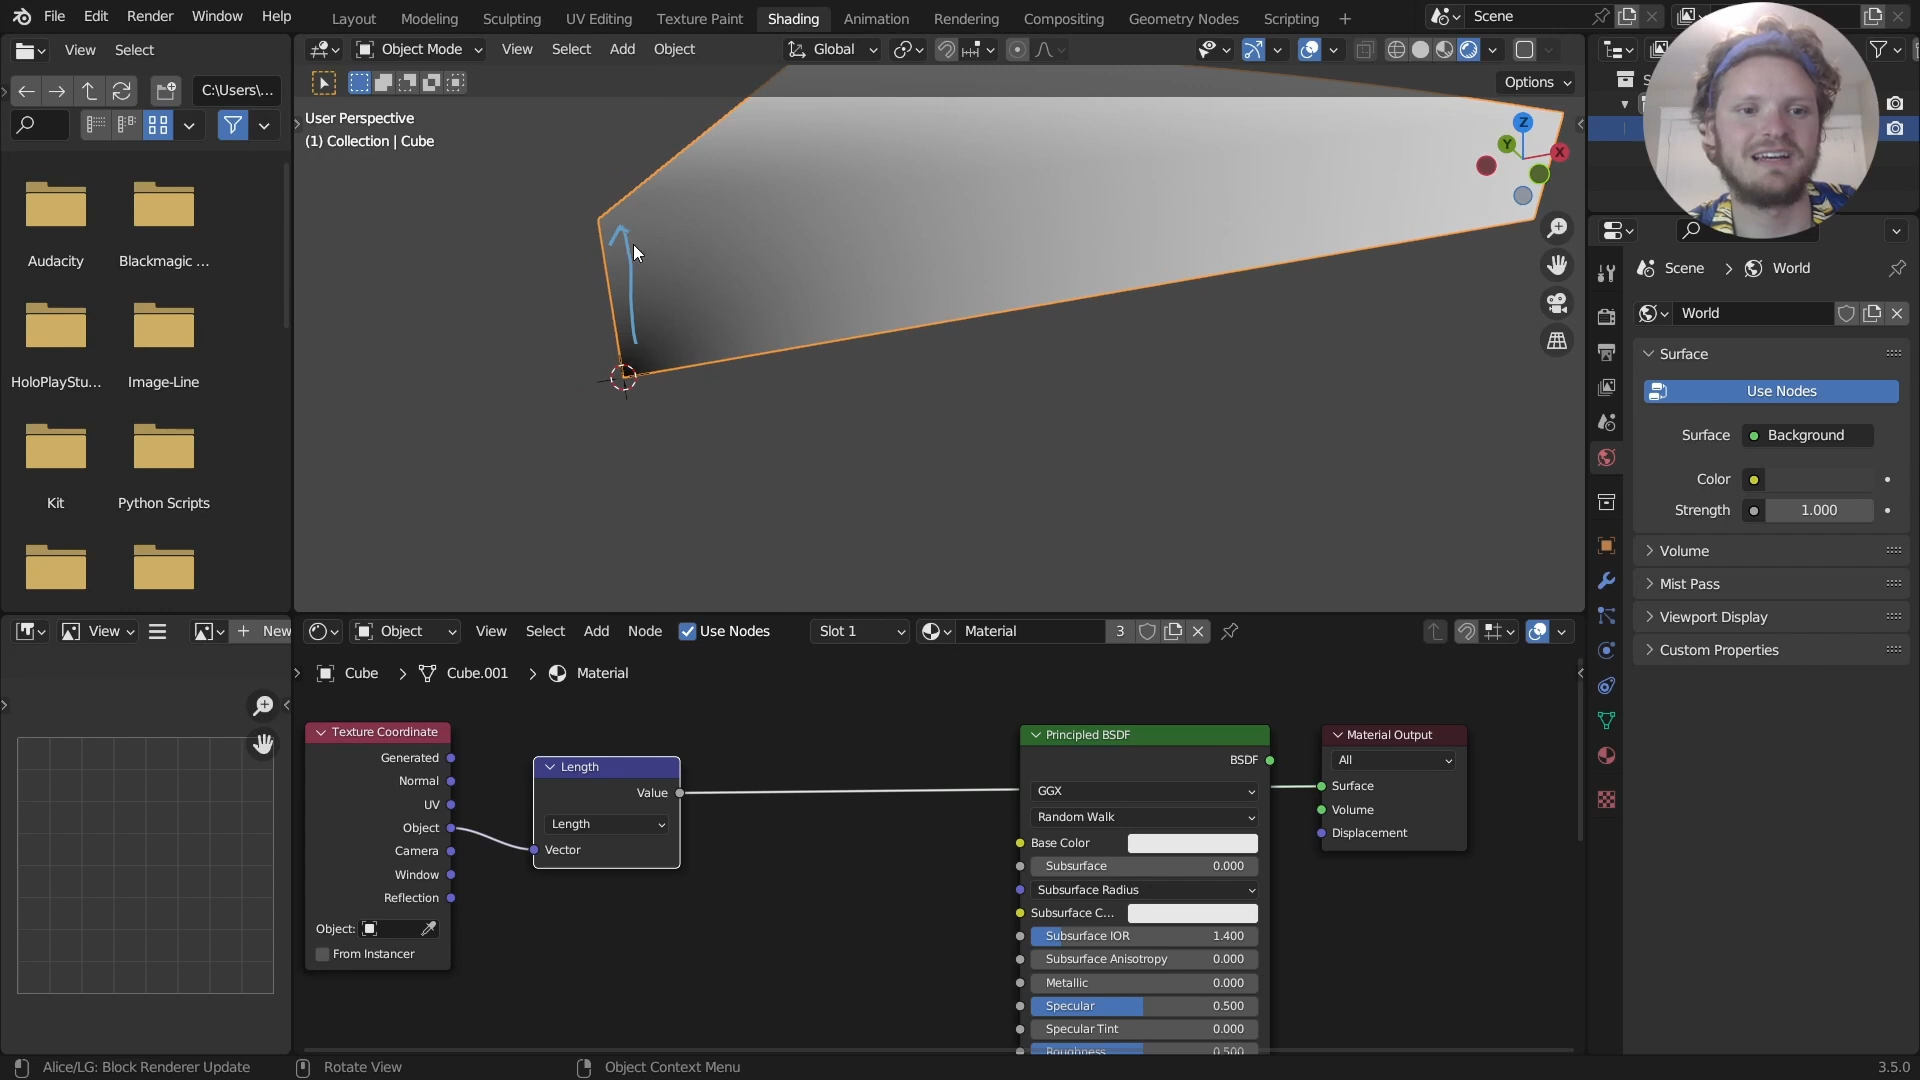 File Edit Render Window Help
Layout Modeling Sculpting UV Editing Texture Paint Shading Animation Rendering Compositing Geometry Nodes Scripting
Scene
View Select
Object Mode View Select Add Object
Global
C:\Users\...
Options
User Perspective
(1) Collection | Cube
Z
Y
X
Audacity
Blackmagic ...
HoloPlayStu...
Image-Line
Kit
Python Scripts
Scene > World
World
Surface
Use Nodes
Surface Background
Color
Strength 1.000
Volume
Mist Pass
Viewport Display
Custom Properties
View
New
Object View Select Add Node Use Nodes Slot 1 Material 3
Cube > Cube.001 > Material
Texture Coordinate
Generated
Normal
UV
Object
Camera
Window
Reflection
Object:
From Instancer
Length
Value
Length
Vector
Principled BSDF
BSDF
GGX
Random Walk
Base Color
Subsurface 0.000
Subsurface Radius
Subsurface C...
Subsurface IOR 1.400
Subsurface Anisotropy 0.000
Metallic 0.000
Specular 0.500
Specular Tint 0.000
Roughness 0.500
Material Output
All
Surface
Volume
Displacement
Alice/LG: Block Renderer Update
Rotate View
Object Context Menu
3.5.0